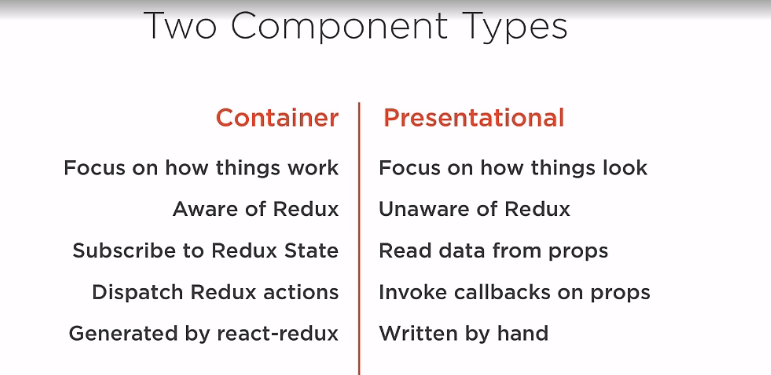 Two Component Types
Container Presentational
Focus on how things work Focus on how things look
Aware of Redux Unaware of Redux
Subscribe to Redux State Read data from props
Dispatch Redux actions Invoke callbacks on props
Generated by react-redux Written by hand